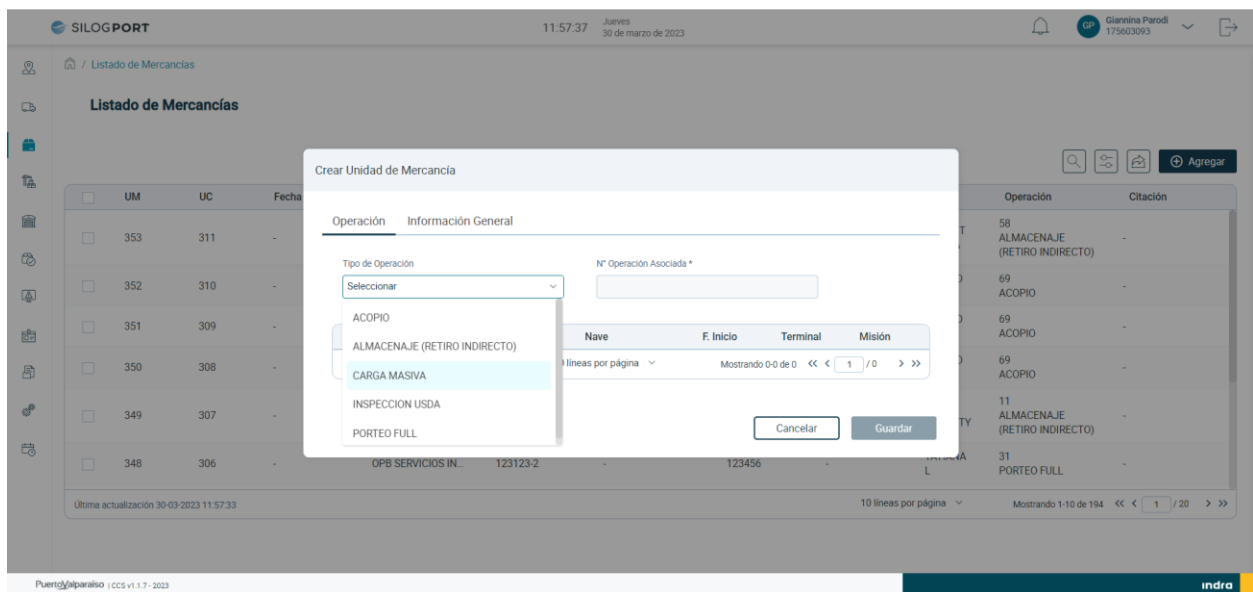 SILOGPORT
11:57:37
Jueves
30 de marzo de 2023
GP
Giannina Parodi
175603093
/ Listado de Mercancías
Listado de Mercancías
Agregar
UM UC Fecha Operación Citación
Crear Unidad de Mercancía
Operación Información General
Tipo de Operación N° Operación Asociada *
Seleccionar
ACOPIO
ALMACENAJE (RETIRO INDIRECTO)
CARGA MASIVA
INSPECCION USDA
PORTEO FULL
Nave F. Inicio Terminal Misión
líneas por página Mostrando 0-0 de 0 1 / 0
Cancelar Guardar
353 311 - T 58
ALMACENAJE
(RETIRO INDIRECTO) -
352 310 - 69
ACOPIO -
351 309 - 69
ACOPIO -
350 308 - 69
ACOPIO -
349 307 - TY 11
ALMACENAJE
(RETIRO INDIRECTO) -
348 306 - OPB SERVICIOS IN... 123123-2 - 123456 -
L
31
PORTEO FULL -
Última actualización 30-03-2023 11:57:33 10 líneas por página Mostrando 1-10 de 194 1 / 20
PuertoValparaíso | CCS v1.1.7 - 2023 indra